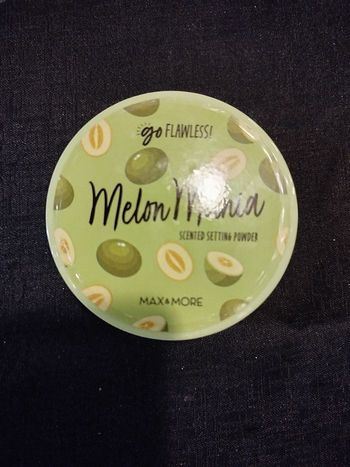 go FLAWLESS!
Melon Mania
SCENTED SETTING POWDER
MAX & MORE